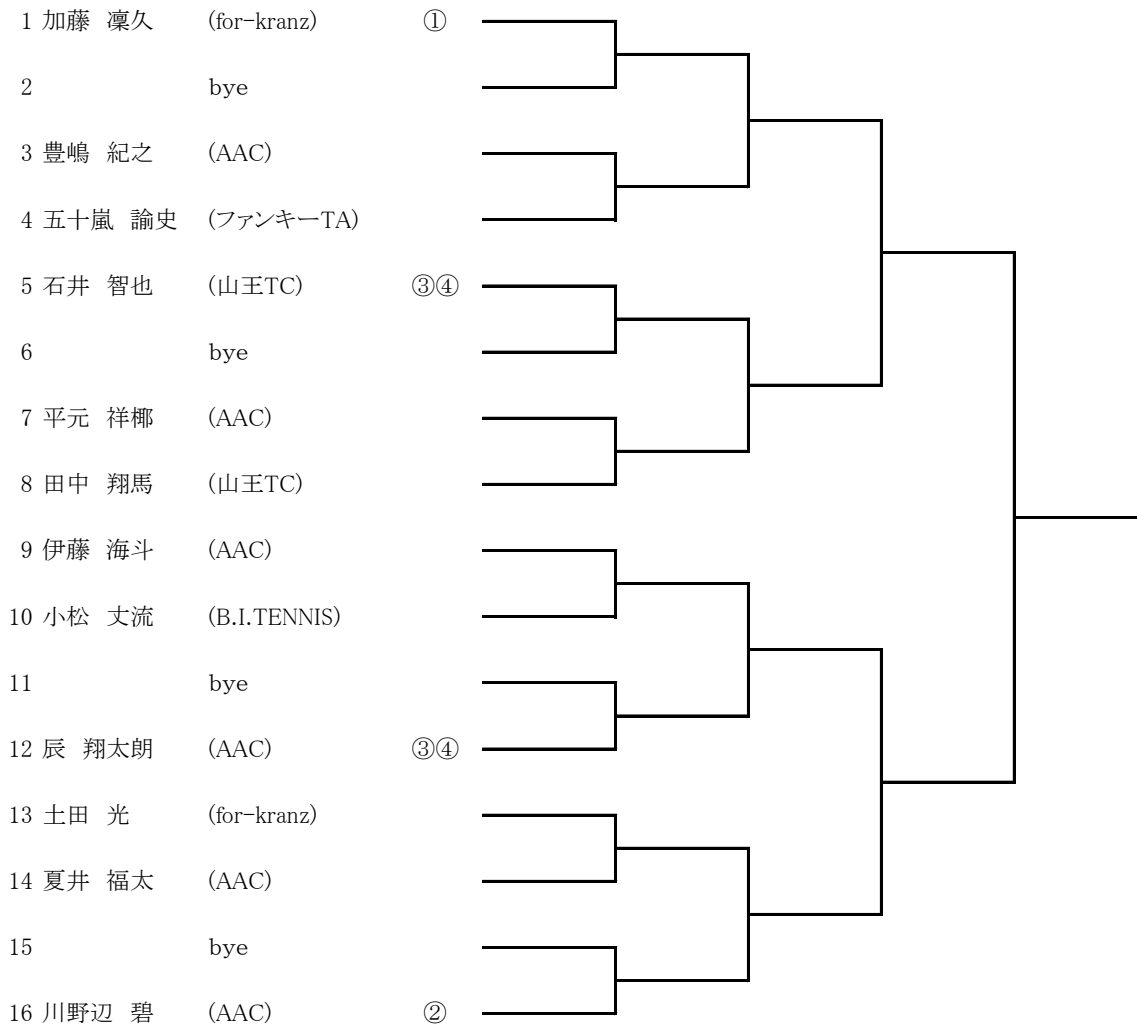 1 加藤 凜久 (for-kranz) ①
2 bye
3 豊嶋 紀之 (AAC)
4 五十嵐 諭史 (ファンキーTA)
5 石井 智也 (山王TC) ③④
6 bye
7 平元 祥椰 (AAC)
8 田中 翔馬 (山王TC)
9 伊藤 海斗 (AAC)
10 小松 丈流 (B.I.TENNIS)
11 bye
12 辰 翔太朗 (AAC) ③④
13 土田 光 (for-kranz)
14 夏井 福太 (AAC)
15 bye
16 川野辺 碧 (AAC) ②